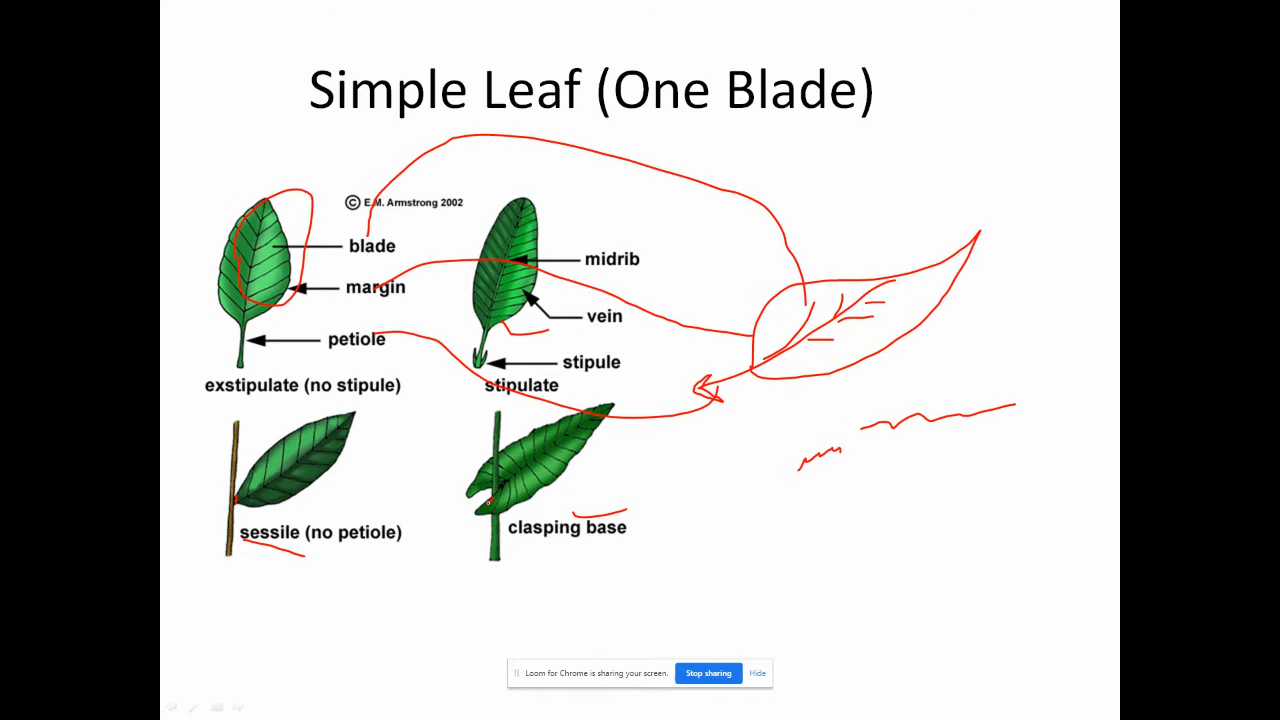 Simple Leaf (One Blade)
© E.M. Armstrong 2002
blade
margin
petiole
exstipulate (no stipule)
midrib
vein
stipule
stipulate
sessile (no petiole)
clasping base
Loom for Chrome is sharing your screen.
Stop sharing
Hide